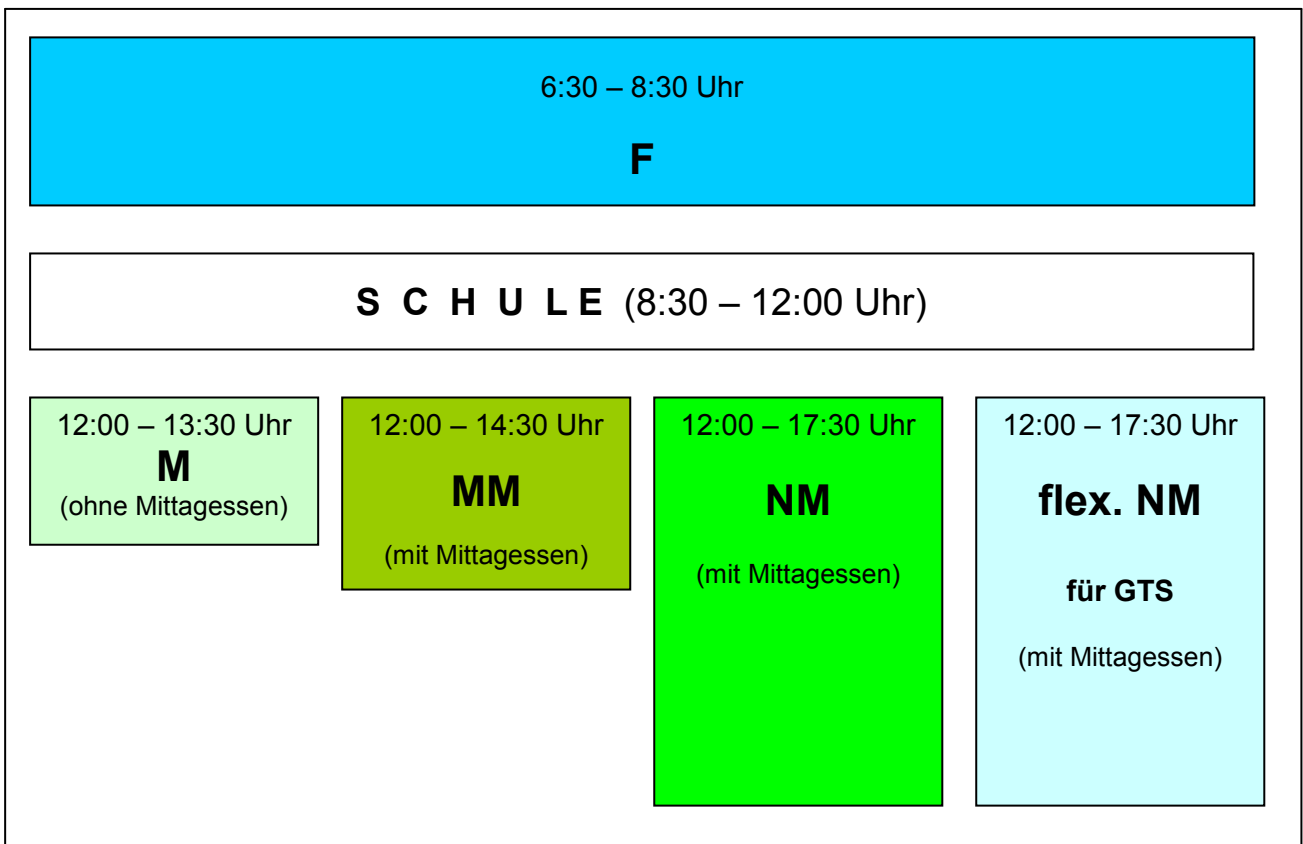 6:30 – 8:30 Uhr
F
S C H U L E (8:30 – 12:00 Uhr)
12:00 – 13:30 Uhr
M
(ohne Mittagessen)
12:00 – 14:30 Uhr
MM
(mit Mittagessen)
12:00 – 17:30 Uhr
NM
(mit Mittagessen)
12:00 – 17:30 Uhr
flex. NM
für GTS
(mit Mittagessen)